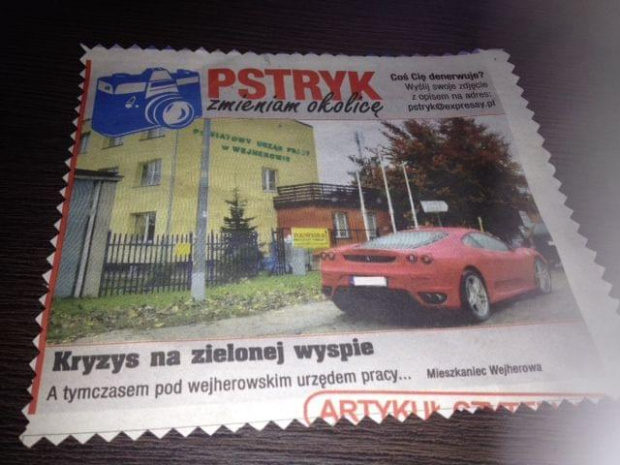 PSTRYK
zmieniam okolicę
Coś Cię denerwuje?
Wyślij swoje zdjęcie
z opisem na adres:
pstryk@expressy.pl
POWIATOWY URZĄD PRACY
W WEJHEROWIE
Kryzys na zielonej wyspie
A tymczasem pod wejherowskim urzędem pracy... Mieszkaniec Wejherowa
ARTYKUŁ